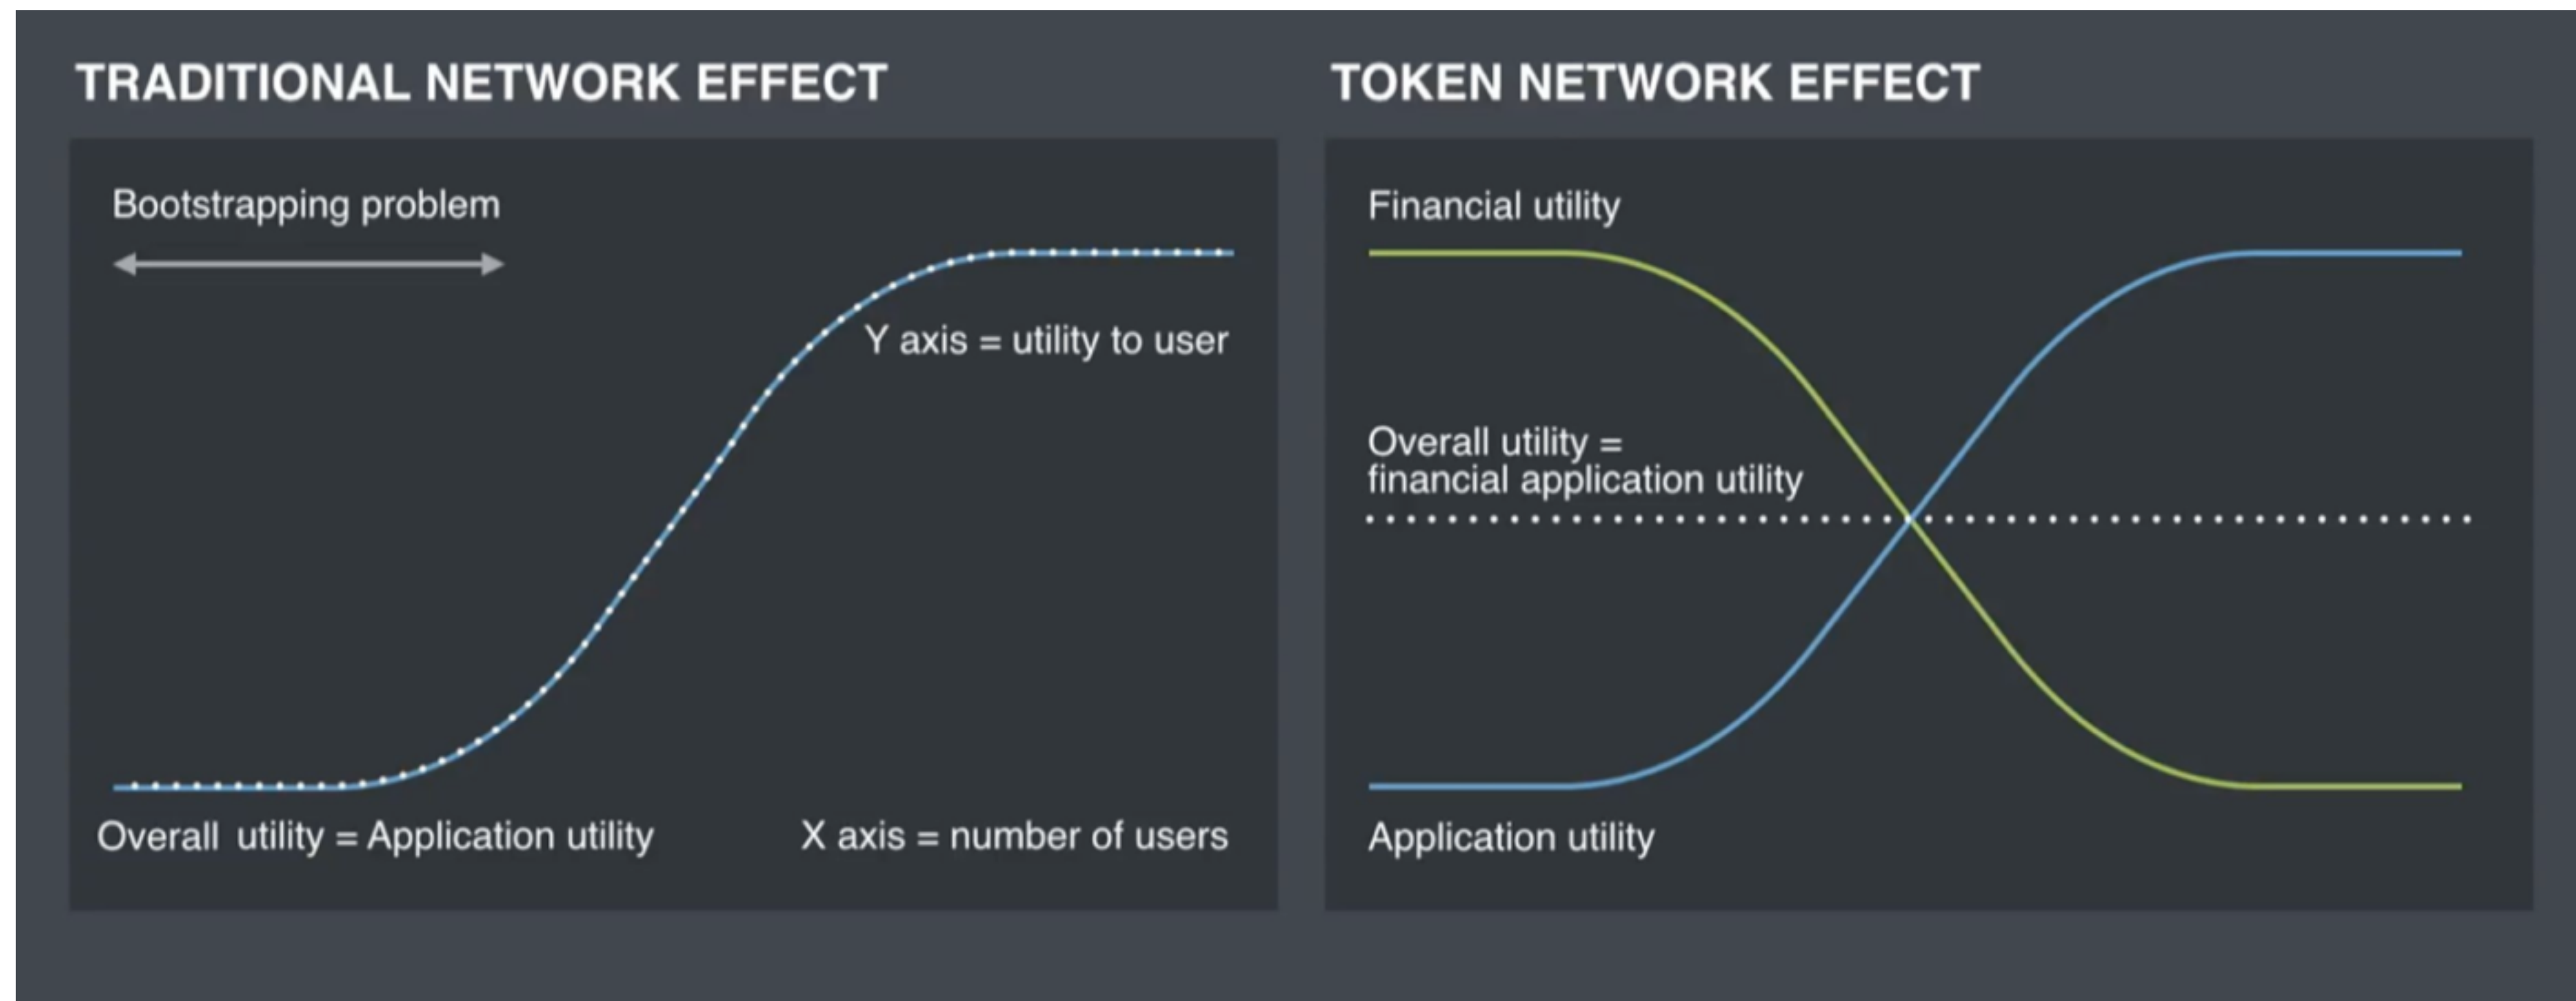 TRADITIONAL NETWORK EFFECT
Bootstrapping problem
Y axis = utility to user
Overall utility = Application utility
X axis = number of users
TOKEN NETWORK EFFECT
Financial utility
Overall utility =
financial application utility
Application utility